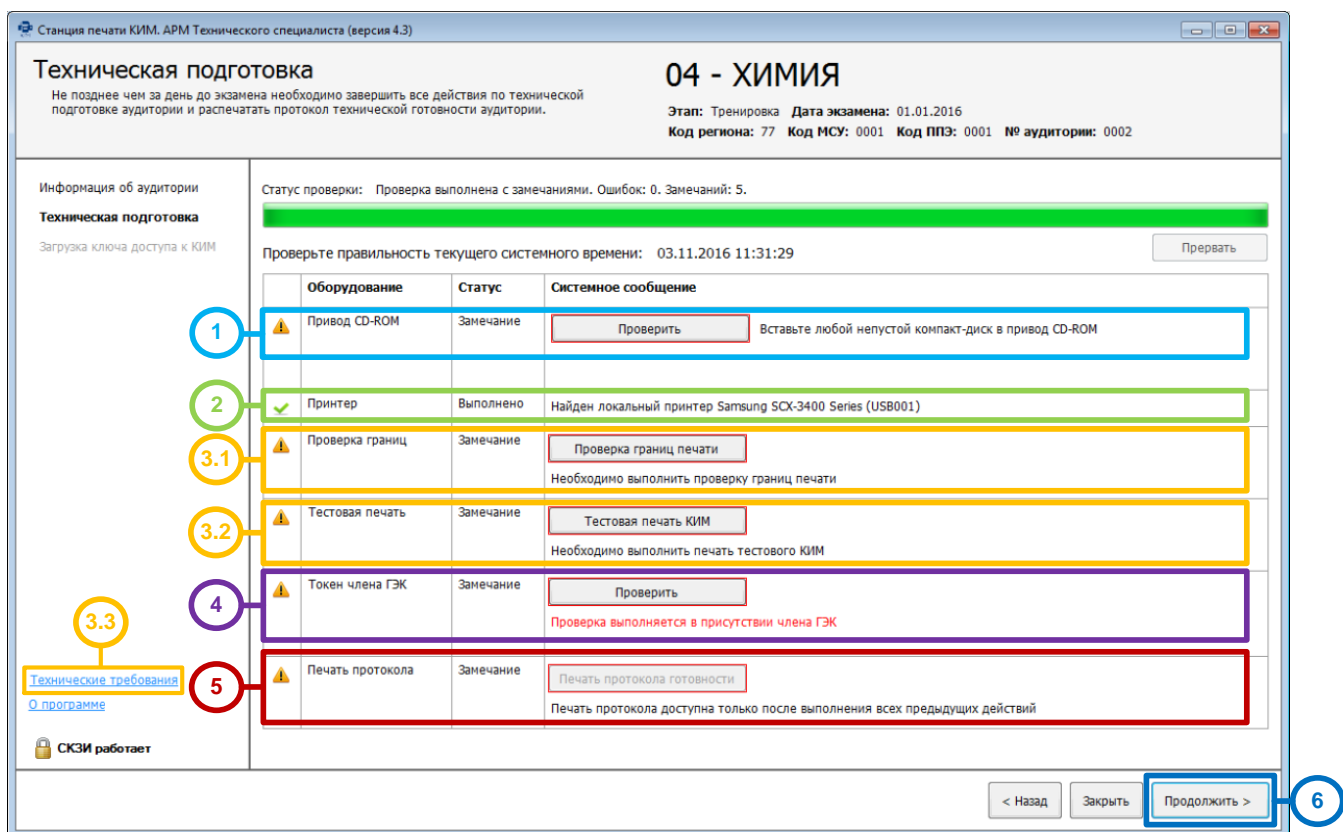 Станция печати КИМ. АРМ Технического специалиста (версия 4.3)
Техническая подготовка
Не позднее чем за день до экзамена необходимо завершить все действия по технической
подготовке аудитории и распечатать протокол технической готовности аудитории.
04 - ХИМИЯ
Этап: Тренировка Дата экзамена: 01.01.2016
Код региона: 77 Код МСУ: 0001 Код ППЭ: 0001 № аудитории: 0002
Информация об аудитории
Техническая подготовка
Загрузка ключа доступа к КИМ
Статус проверки: Проверка выполнена с замечаниями. Ошибок: 0. Замечаний: 5.
Проверьте правильность текущего системного времени: 03.11.2016 11:31:29
Прервать
Оборудование Статус Системное сообщение
1
Привод CD-ROM Замечание Проверить Вставьте любой непустой компакт-диск в привод CD-ROM
2
Принтер Выполнено Найден локальный принтер Samsung SCX-3400 Series (USB001)
3.1
Проверка границ Замечание Проверка границ печати
Необходимо выполнить проверку границ печати
3.2
Тестовая печать Замечание Тестовая печать КИМ
Необходимо выполнить печать тестового КИМ
4
Токен члена ГЭК Замечание Проверить
Проверка выполняется в присутствии члена ГЭК
3.3
5
Печать протокола Замечание Печать протокола готовности
Печать протокола доступна только после выполнения всех предыдущих действий
Технические требования
О программе
СКЗИ работает
< Назад Закрыть Продолжить >
6